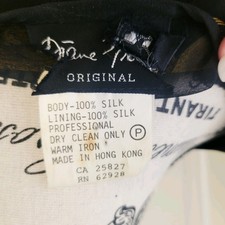 Diane
ORIGINAL
BODY-100% SILK
LINING-100% SILK
PROFESSIONAL
DRY CLEAN ONLY P
WARM IRON
MADE IN HONG KONG
CA 25827
RN 62928